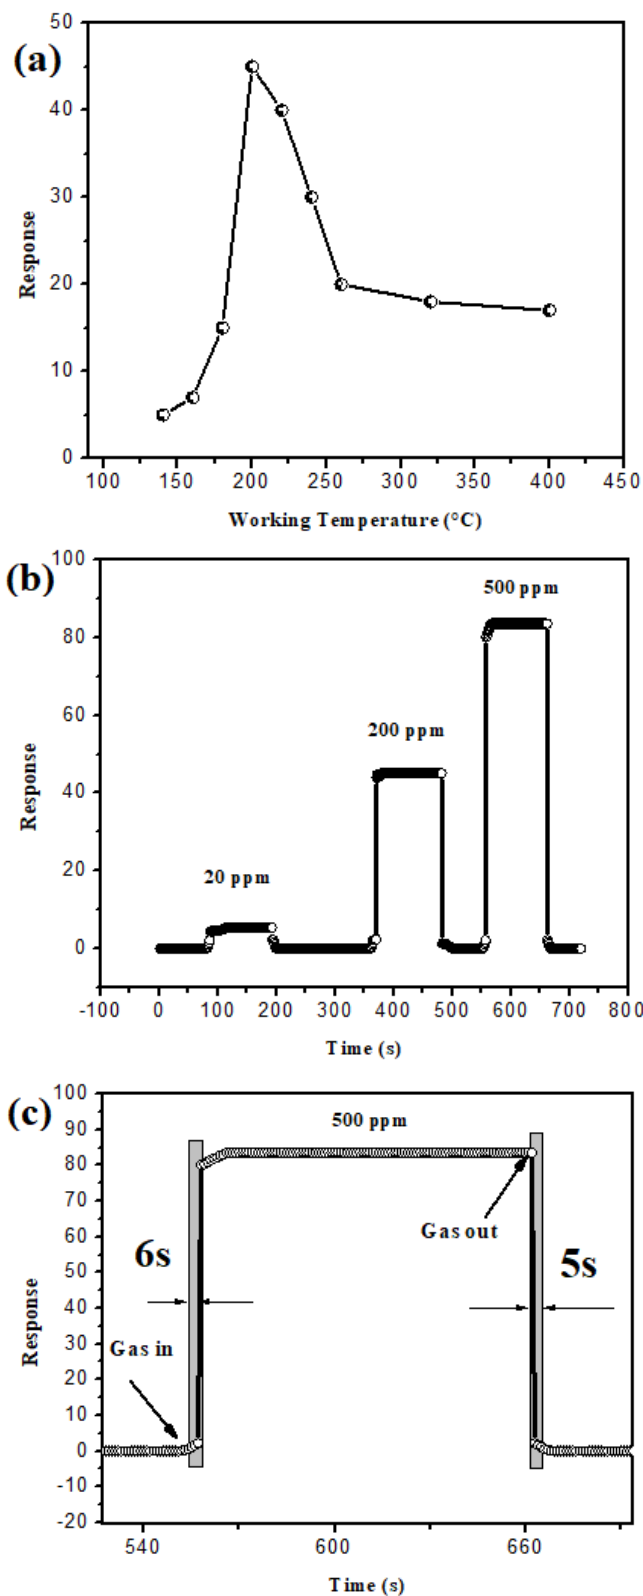 (a)
50
40
30
20
10
0
Response
100 150 200 250 300 350 400 450
Working Temperature (°C)
(b)
100
80
60
40
20
0
Response
500 ppm
200 ppm
20 ppm
-100 0 100 200 300 400 500 600 700 800
Time (s)
(c)
100
90
80
70
60
50
40
30
20
10
0
-10
-20
Response
500 ppm
Gas out
6s
5s
Gas in
540 600 660
Time (s)